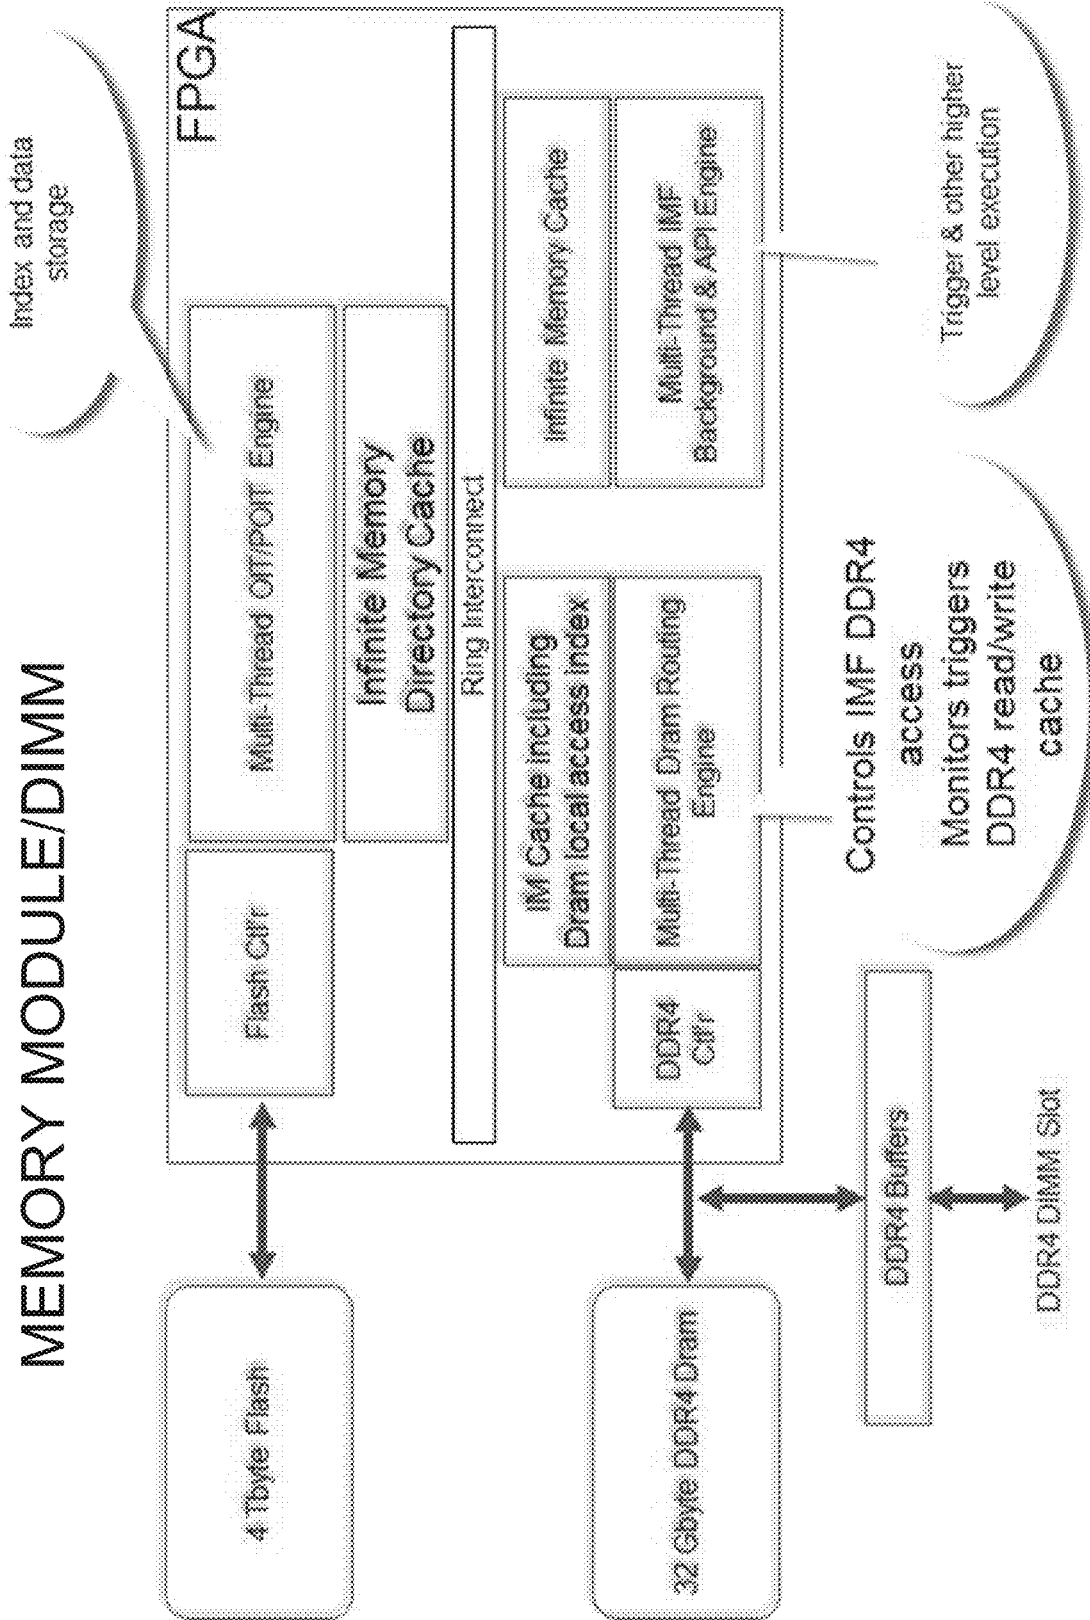 MEMORY MODULE/DIMM
Index and data
storage
FPGA
4 Tbyte Flash
Flash Ctl'r
Multi-Thread OIT/POIT Engine
Infinite Memory
Directory Cache
Ring Interconnect
IM Cache including
Dram local access index
Infinite Memory Cache
32 Gbyte DDR4 Dram
DDR4
Ctl'r
Multi-Thread Dram Routing
Engine
Multi-Thread IMF
Background & API Engine
DDR4 Buffers
DDR4 DIMM Slot
Controls IMF DDR4
access
Monitors triggers
DDR4 read/write
cache
Trigger & other higher
level execution